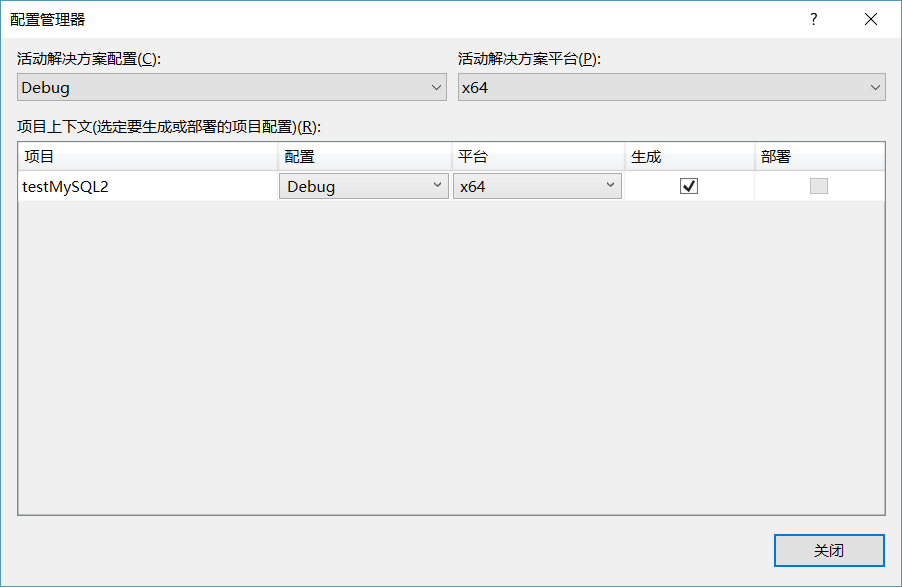 配置管理器 ?
活动解决方案配置(C): 活动解决方案平台(P):
Debug x64
项目上下文(选定要生成或部署的项目配置)(R):
项目 配置 平台 生成 部署
testMySQL2 Debug x64
关闭